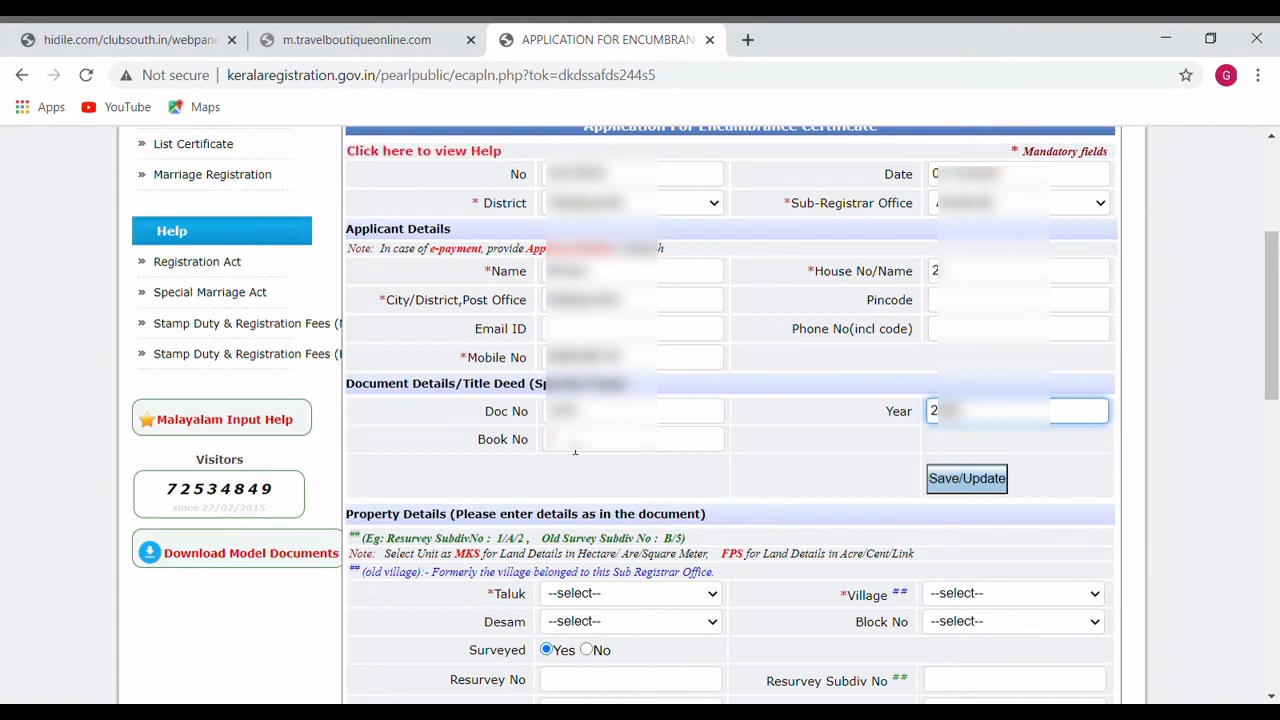 hidile.com/clubsouth.in/webpane
m.travelboutiqueonline.com
APPLICATION FOR ENCUMBRAN
Not secure
keralaregistration.gov.in/pearlpublic/ecapln.php?tok=dkdssafds244s5
G
Apps YouTube Maps
List Certificate
Marriage Registration
Help
Registration Act
Special Marriage Act
Stamp Duty & Registration Fees (
Stamp Duty & Registration Fees (
Malayalam Input Help
Visitors
72534849
since 27/02/2015
Download Model Documents
Application For Encumbrance Certificate
Click here to view Help * Mandatory fields
No Date 0
* District *Sub-Registrar Office
Applicant Details
Note: In case of e-payment, provide
*Name *House No/Name 2
*City/District,Post Office Pincode
Email ID Phone No(incl code)
*Mobile No
Document Details/Title Deed
Doc No Year 2
Book No
Save/Update
Property Details (Please enter details as in the document)
## (Eg: Resurvey SubdivNo : 1/A/2 , Old Survey Subdiv No : B/5)
Note: Select Unit as MKS for Land Details in Hectare/ Are/Square Meter, FPS for Land Details in Acre/Cent/Link
## (old village):- Formerly the village belonged to this Sub Registrar Office.
*Taluk --select-- *Village ## --select--
Desam --select-- Block No --select--
Surveyed Yes No
Resurvey No Resurvey Subdiv No ##